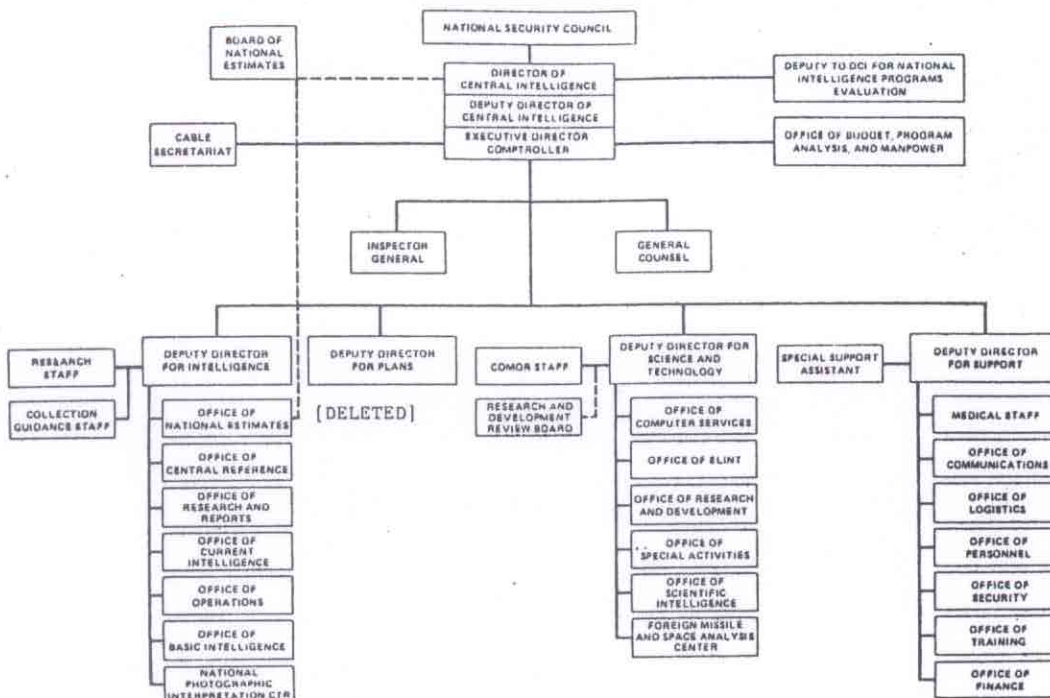 NATIONAL SECURITY COUNCIL
BOARD OF
NATIONAL
ESTIMATES
DIRECTOR OF
CENTRAL INTELLIGENCE
DEPUTY TO DCI FOR NATIONAL
INTELLIGENCE PROGRAMS
EVALUATION
DEPUTY DIRECTOR OF
CENTRAL INTELLIGENCE
CABLE
SECRETARIAT
EXECUTIVE DIRECTOR
COMPTROLLER
OFFICE OF BUDGET, PROGRAM
ANALYSIS, AND MANPOWER
INSPECTOR
GENERAL
GENERAL
COUNSEL
RESEARCH
STAFF
DEPUTY DIRECTOR
FOR INTELLIGENCE
COLLECTION
GUIDANCE STAFF
OFFICE OF
NATIONAL ESTIMATES
OFFICE OF
CENTRAL REFERENCE
OFFICE OF
RESEARCH AND
REPORTS
OFFICE OF
CURRENT
INTELLIGENCE
OFFICE OF
OPERATIONS
OFFICE OF
BASIC INTELLIGENCE
NATIONAL
PHOTOGRAPHIC
INTERPRETATION CTR
DEPUTY DIRECTOR
FOR PLANS
[DELETED]
COMOR STAFF
DEPUTY DIRECTOR FOR
SCIENCE AND
TECHNOLOGY
RESEARCH AND
DEVELOPMENT
REVIEW BOARD
OFFICE OF
COMPUTER SERVICES
OFFICE OF ELINT
OFFICE OF RESEARCH
AND DEVELOPMENT
OFFICE OF
SPECIAL ACTIVITIES
OFFICE OF
SCIENTIFIC
INTELLIGENCE
FOREIGN MISSILE
AND SPACE ANALYSIS
CENTER
SPECIAL SUPPORT
ASSISTANT
DEPUTY DIRECTOR
FOR SUPPORT
MEDICAL STAFF
OFFICE OF
COMMUNICATIONS
OFFICE OF
LOGISTICS
OFFICE OF
PERSONNEL
OFFICE OF
SECURITY
OFFICE OF
TRAINING
OFFICE OF
FINANCE